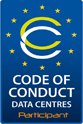 CODE OF
CONDUCT
DATA CENTRES
Participant